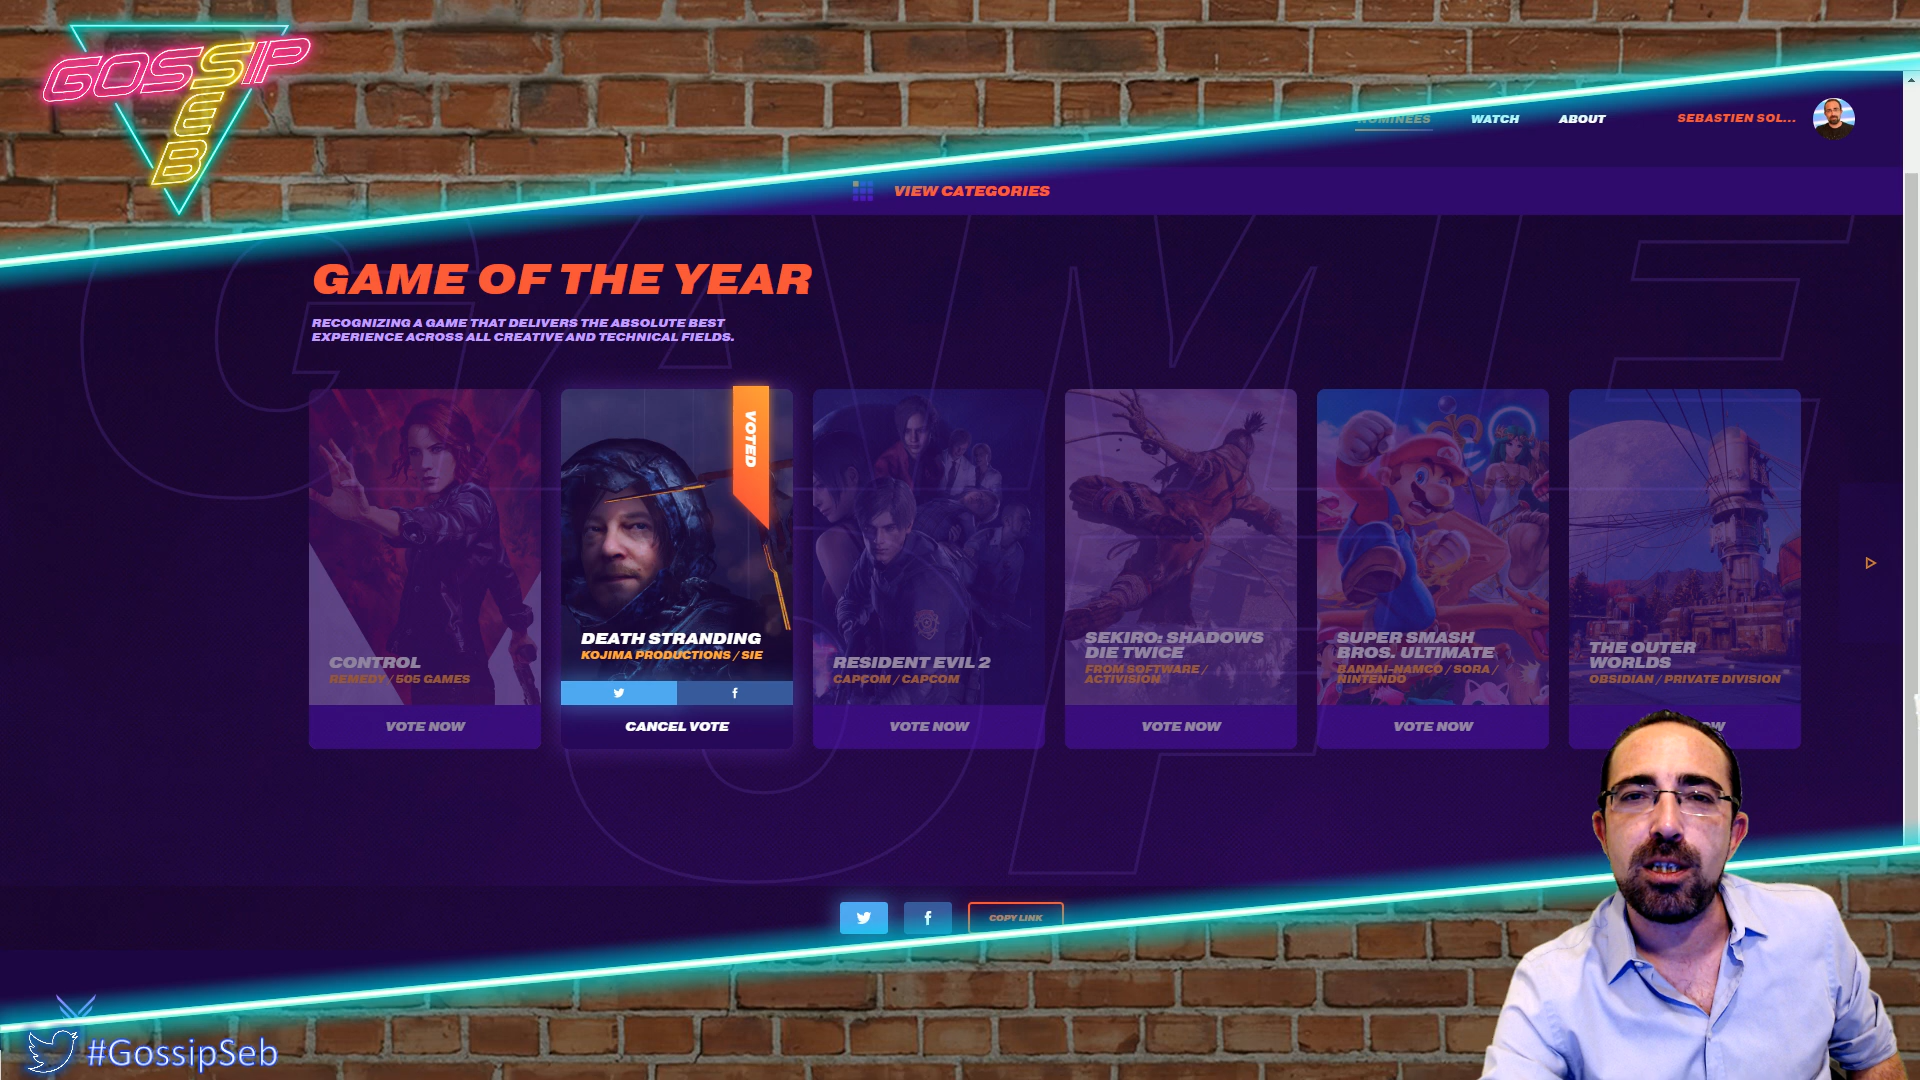 GOSSIP
SEB
NOMINEES
WATCH
ABOUT
SEBASTIEN SOL...
VIEW CATEGORIES
GAME OF THE YEAR
RECOGNIZING A GAME THAT DELIVERS THE ABSOLUTE BEST
EXPERIENCE ACROSS ALL CREATIVE AND TECHNICAL FIELDS.
GAME
OF
CONTROL
REMEDY / 505 GAMES
VOTE NOW
VOTED
DEATH STRANDING
KOJIMA PRODUCTIONS / SIE
CANCEL VOTE
RESIDENT EVIL 2
CAPCOM / CAPCOM
VOTE NOW
SEKIRO: SHADOWS
DIE TWICE
FROM SOFTWARE /
ACTIVISION
VOTE NOW
SUPER SMASH
BROS. ULTIMATE
BANDAI-NAMCO / SORA /
NINTENDO
VOTE NOW
THE OUTER
WORLDS
OBSIDIAN / PRIVATE DIVISION
COPY LINK
#GossipSeb